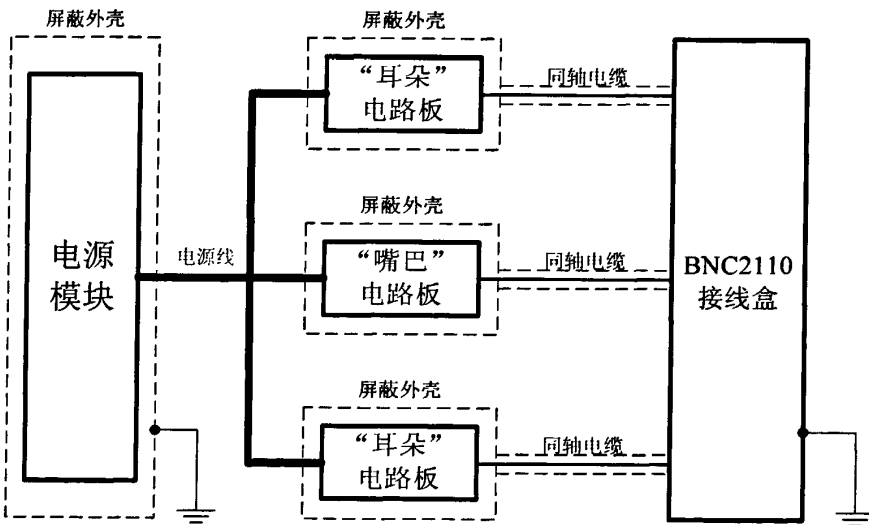 屏蔽外壳
屏蔽外壳
“耳朵”
电路板
同轴电缆
屏蔽外壳
电源
模块
电源线
“嘴巴”
电路板
同轴电缆
BNC2110
接线盒
屏蔽外壳
“耳朵”
电路板
同轴电缆